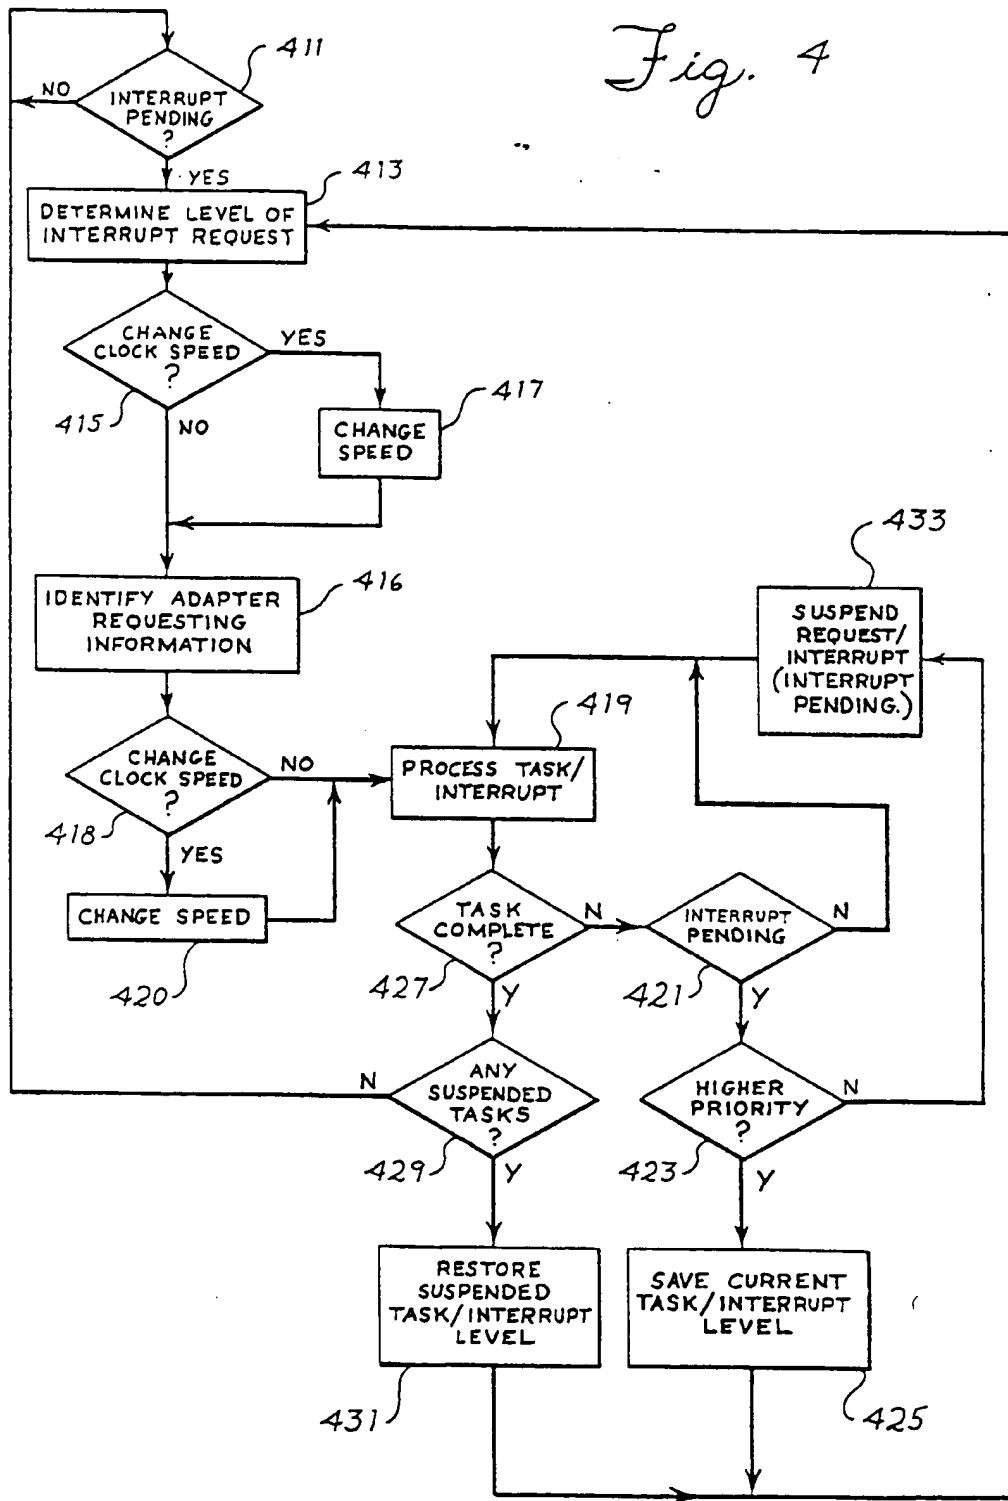 Fig. 4
411
NO
INTERRUPT
PENDING
?
YES
413
DETERMINE LEVEL OF
INTERRUPT REQUEST
CHANGE
CLOCK SPEED
?
YES
415
NO
417
CHANGE
SPEED
433
416
IDENTIFY ADAPTER
REQUESTING
INFORMATION
SUSPEND
REQUEST/
INTERRUPT
(INTERRUPT
PENDING.)
419
CHANGE
CLOCK SPEED
?
NO
PROCESS TASK/
INTERRUPT
418
YES
CHANGE SPEED
420
TASK
COMPLETE
?
N
INTERRUPT
PENDING
N
427
Y
421
Y
N
ANY
SUSPENDED
TASKS
?
HIGHER
PRIORITY
?
N
429
Y
423
Y
RESTORE
SUSPENDED
TASK/INTERRUPT
LEVEL
SAVE CURRENT
TASK/INTERRUPT
LEVEL
431
425